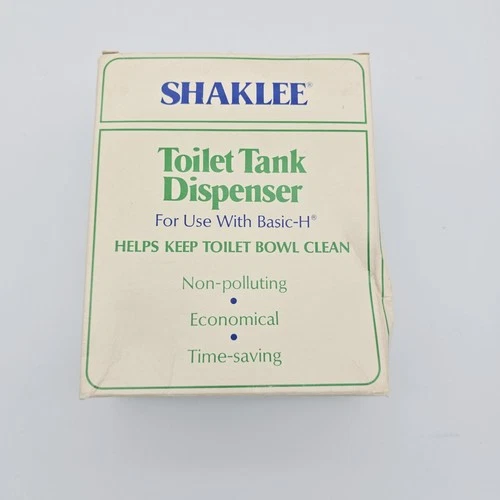 SHAKLEE®
Toilet Tank
Dispenser
For Use With Basic-H®
HELPS KEEP TOILET BOWL CLEAN
Non-polluting
•
Economical
•
Time-saving